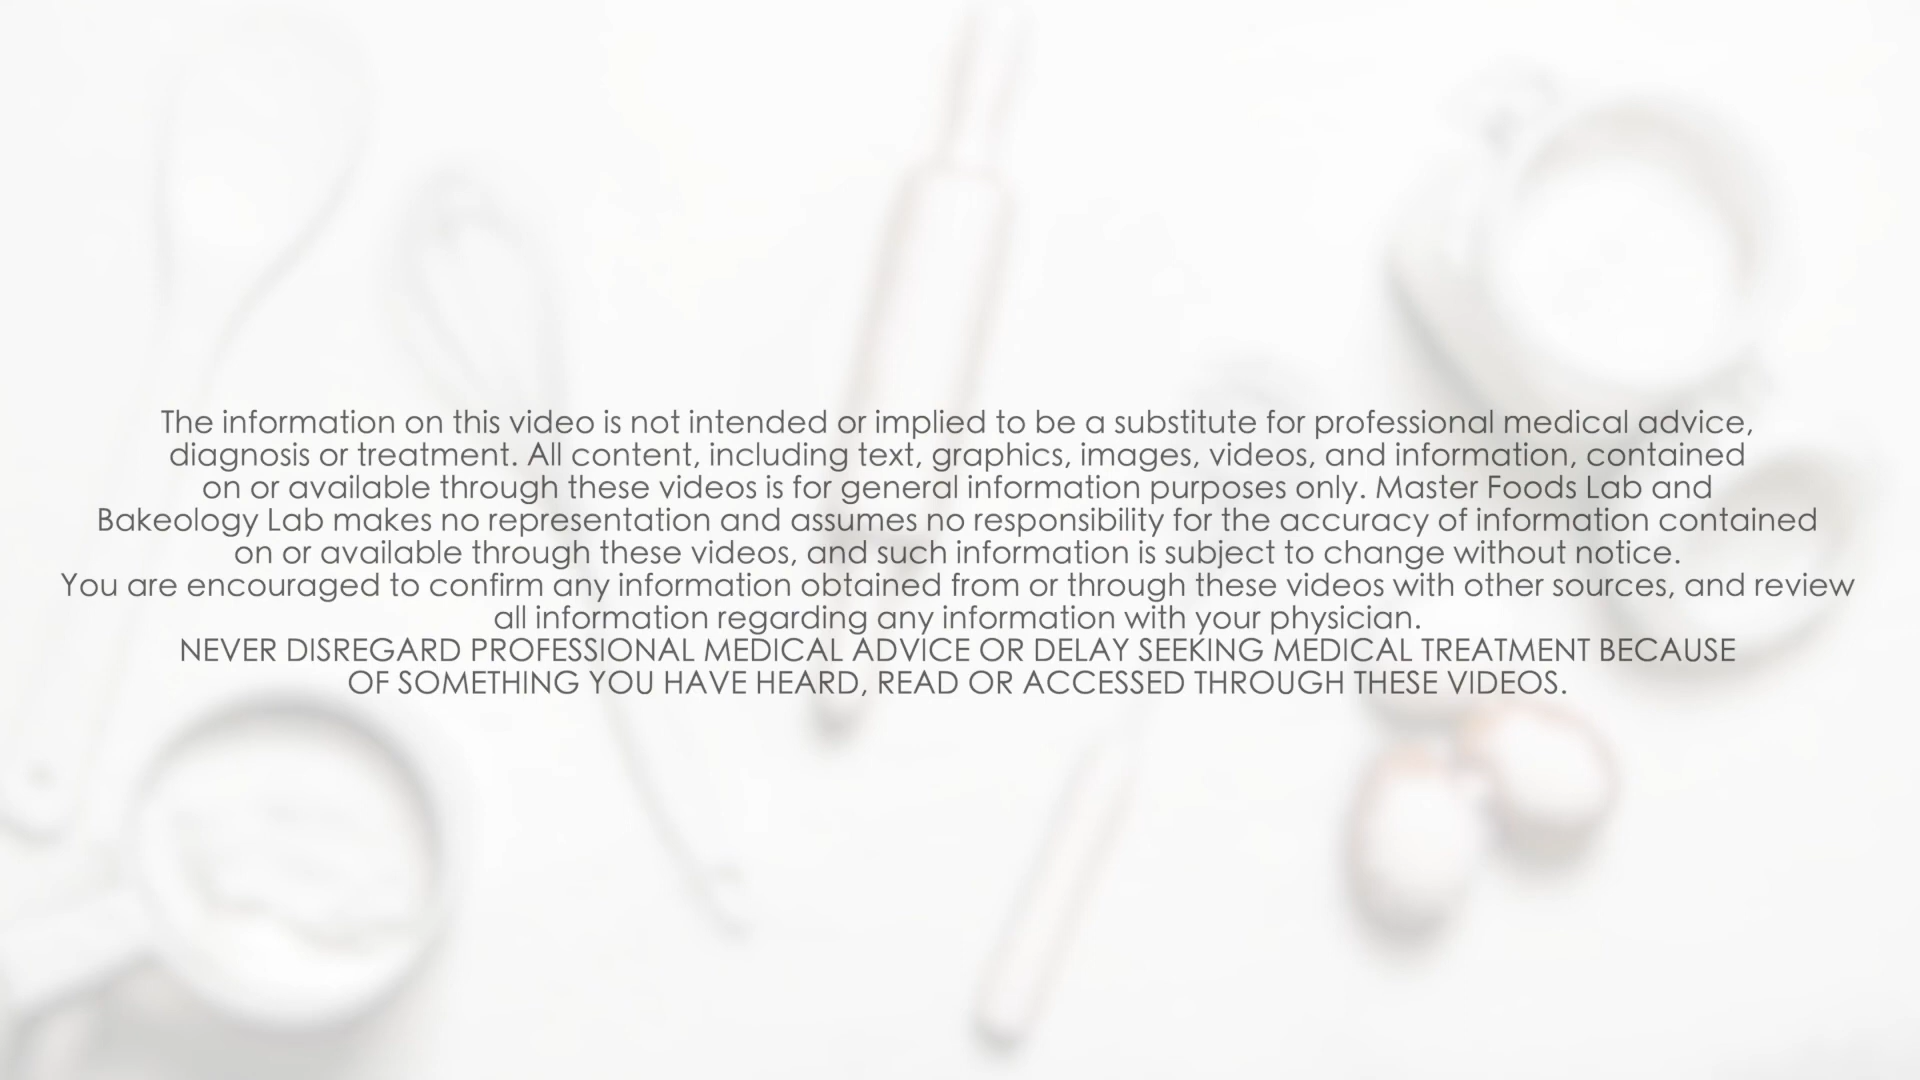 The information on this video is not intended or implied to be a substitute for professional medical advice,
diagnosis or treatment. All content, including text, graphics, images, videos, and information, contained
on or available through these videos is for general information purposes only. Master Foods Lab and
Bakeology Lab makes no representation and assumes no responsibility for the accuracy of information contained
on or available through these videos, and such information is subject to change without notice.
You are encouraged to confirm any information obtained from or through these videos with other sources, and review
all information regarding any information with your physician.
NEVER DISREGARD PROFESSIONAL MEDICAL ADVICE OR DELAY SEEKING MEDICAL TREATMENT BECAUSE
OF SOMETHING YOU HAVE HEARD, READ OR ACCESSED THROUGH THESE VIDEOS.